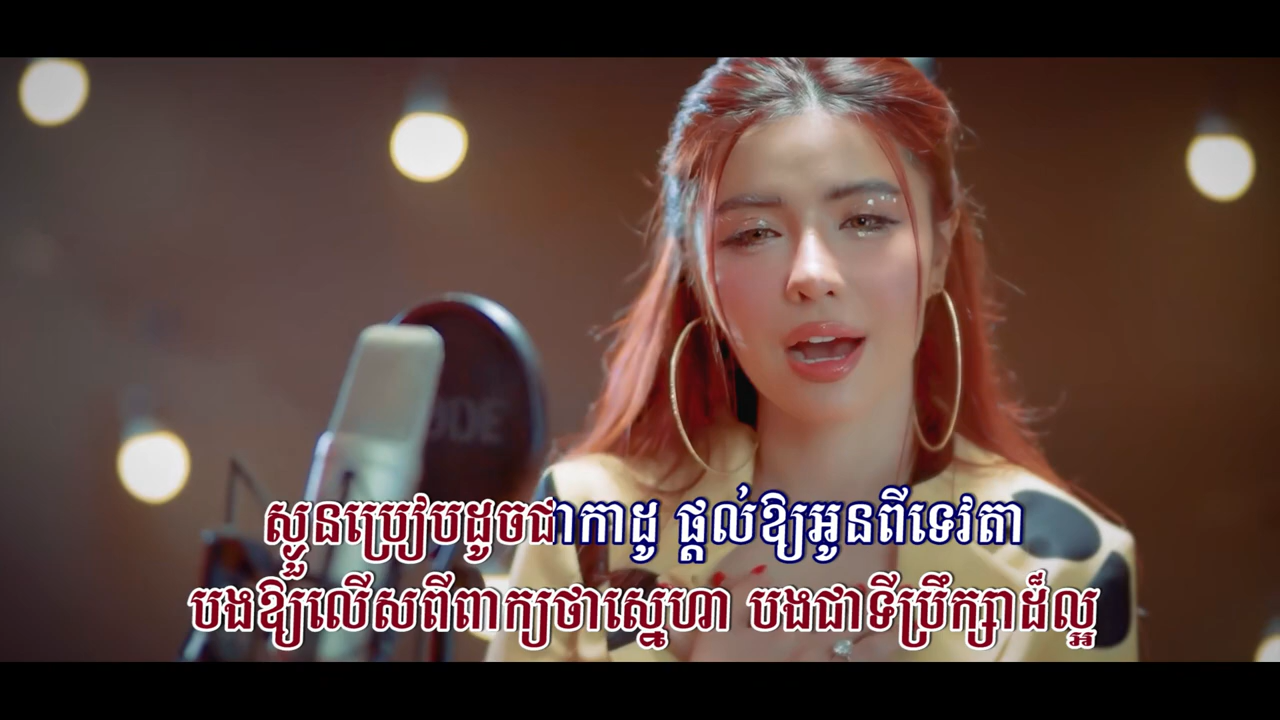 ស្ងួនប្រៀបដូចជាកាដូ ផ្ដល់ឱ្យអូនពីទេវតា
បងឱ្យលើសពីពាក្យថាស្នេហា បងជាទីប្រឹក្សាដ៏ល្អ